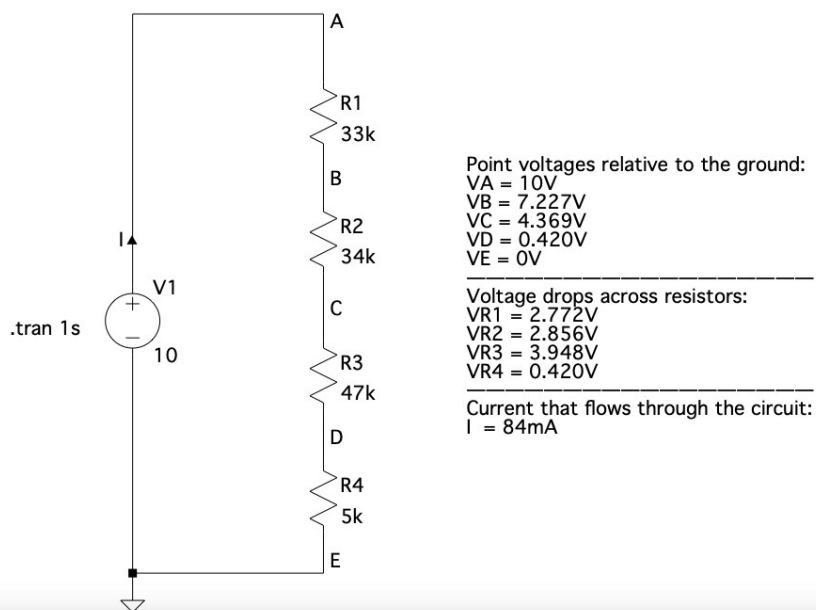 A
R1
33k
B
R2
34k
I
V1
+
C
.tran 1s
–
10
R3
47k
D
R4
5k
E
Point voltages relative to the ground:
VA = 10V
VB = 7.227V
VC = 4.369V
VD = 0.420V
VE = 0V
Voltage drops across resistors:
VR1 = 2.772V
VR2 = 2.856V
VR3 = 3.948V
VR4 = 0.420V
Current that flows through the circuit:
I = 84mA